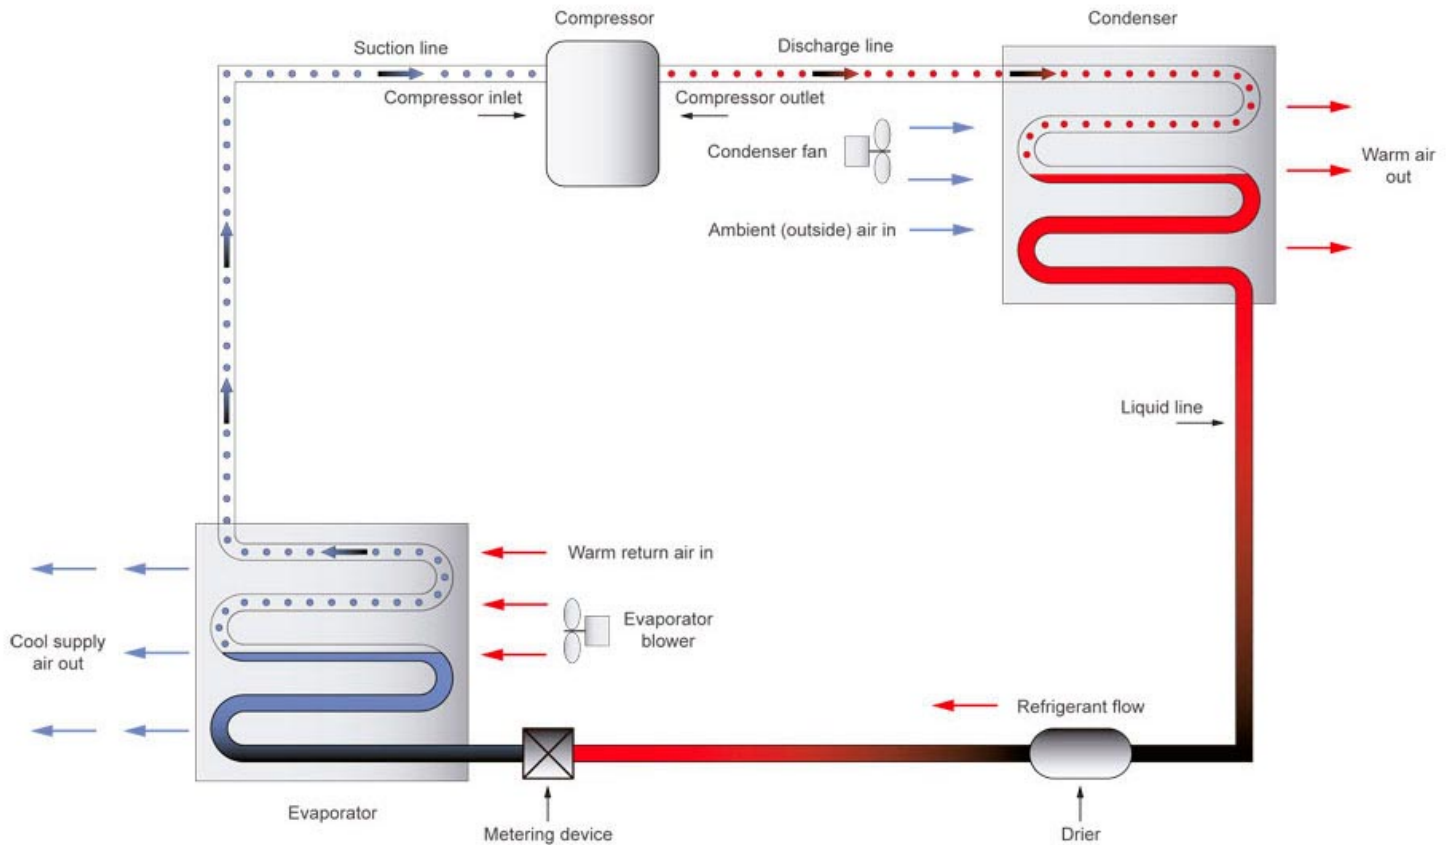 Compressor
Condenser
Suction line
Discharge line
Compressor inlet
Compressor outlet
Condenser fan
Warm air
out
Ambient (outside) air in
Liquid line
Warm return air in
Evaporator
blower
Cool supply
air out
Refrigerant flow
Evaporator
Metering device
Drier